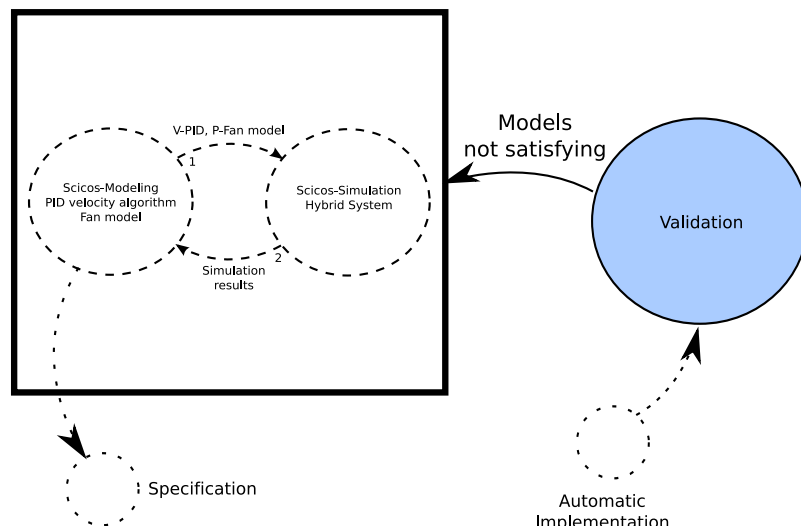 V-PID, P-Fan model
1
Scicos-Modeling
PID velocity algorithm
Fan model
Scicos-Simulation
Hybrid System
2
Simulation
results
Models
not satisfying
Validation
Specification
Automatic
Implementation